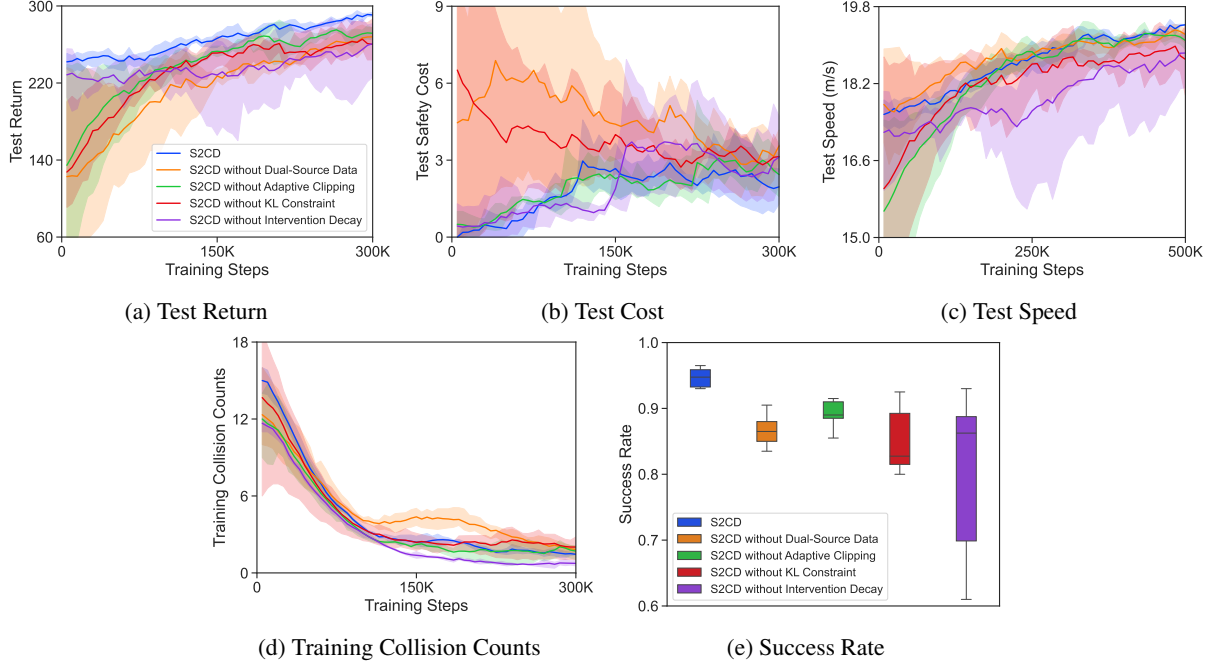 300
220
140
60
Test Return
S2CD
S2CD without Dual-Source Data
S2CD without Adaptive Clipping
S2CD without KL Constraint
S2CD without Intervention Decay
0
150K
300K
Training Steps
(a) Test Return
9
6
3
0
Test Safety Cost
0
150K
300K
Training Steps
(b) Test Cost
19.8
18.2
16.6
15.0
Test Speed (m/s)
0
250K
500K
Training Steps
(c) Test Speed
18
12
6
0
Training Collision Counts
0
150K
300K
Training Steps
(d) Training Collision Counts
1.0
0.9
0.8
0.7
0.6
Success Rate
S2CD
S2CD without Dual-Source Data
S2CD without Adaptive Clipping
S2CD without KL Constraint
S2CD without Intervention Decay
(e) Success Rate